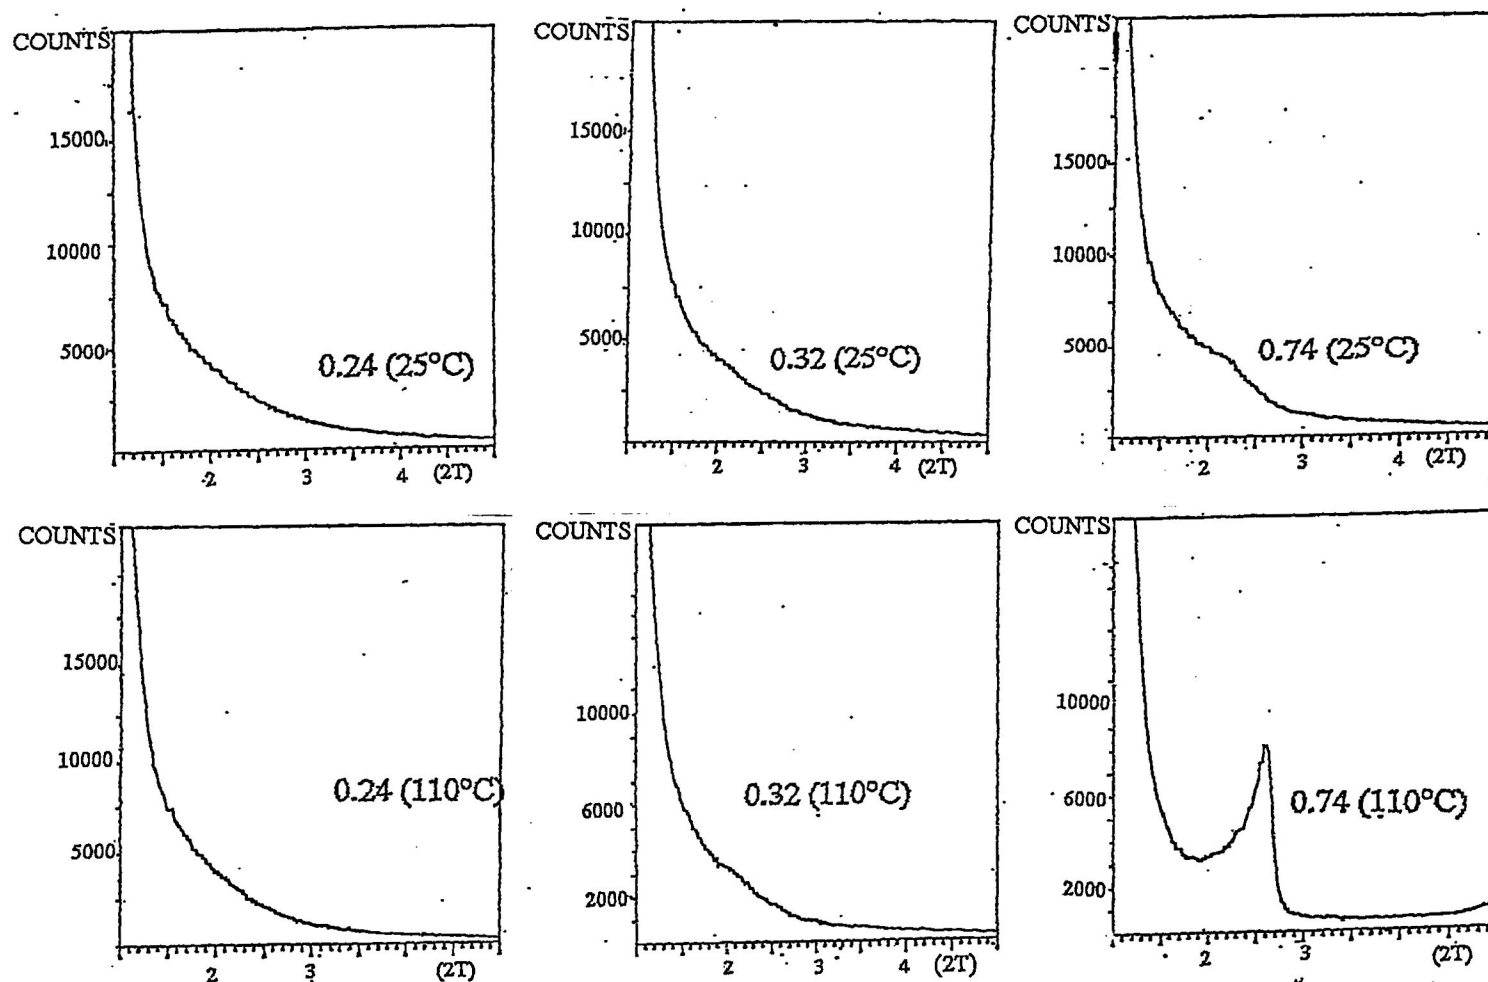 COUNTS
15000
10000
5000
0.24 (25°C)
2 3 4 (2T)
COUNTS
15000
10000
5000
0.32 (25°C)
2 3 4 (2T)
COUNTS
15000
10000
5000
0.74 (25°C)
2 3 4 (2T)
COUNTS
15000
10000
5000
0.24 (110°C)
2 3 (2T)
COUNTS
10000
6000
2000
0.32 (110°C)
2 3 4 (2T)
COUNTS
10000
6000
2000
0.74 (110°C)
2 3 (2T)